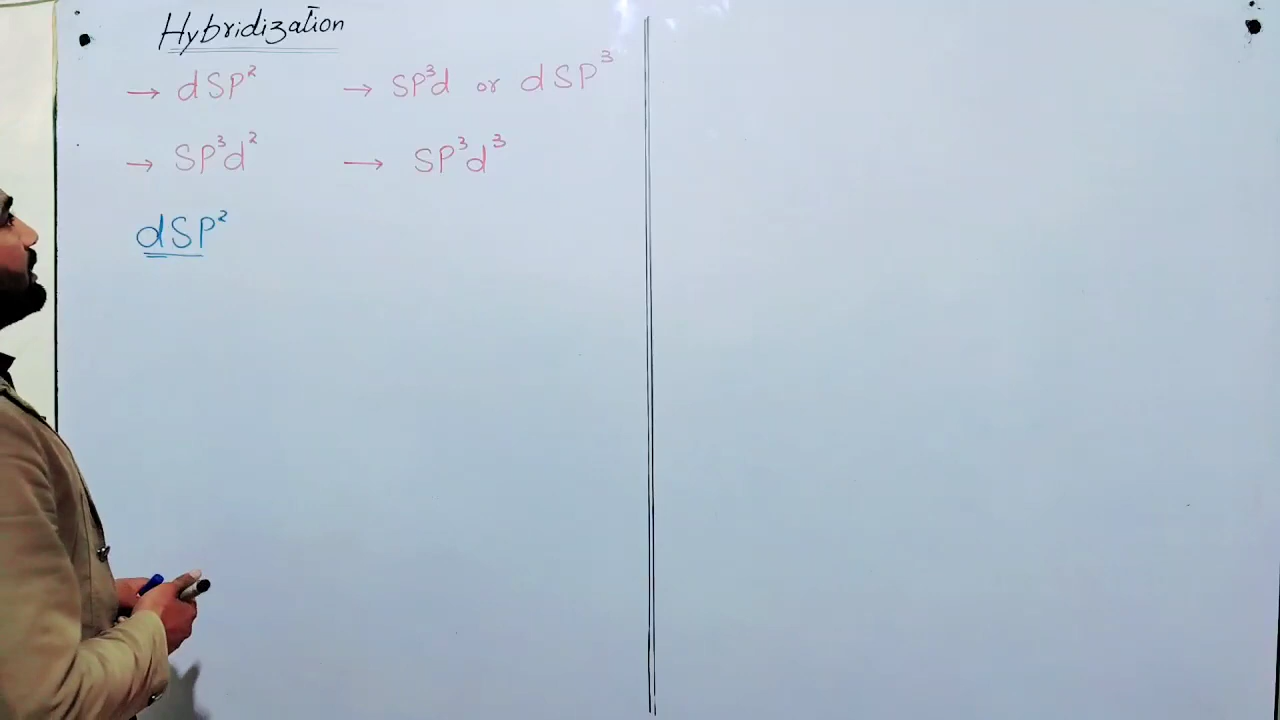 Hybridization
→ dSP² → SP³d or dSP³
→ SP³d² → SP³d³
dSP²